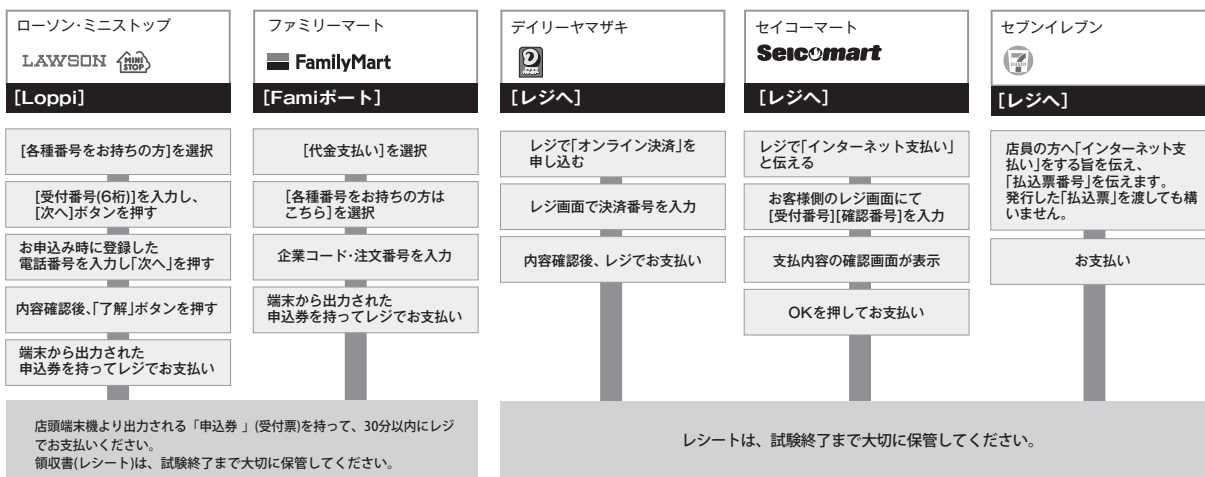 ローソン・ミニストップ
LAWSON MINI STOP
[Loppi]
[各種番号をお持ちの方]を選択
[受付番号(6桁)]を入力し、
[次へ]ボタンを押す
お申込み時に登録した
電話番号を入力し「次へ」を押す
内容確認後、「了解」ボタンを押す
端末から出力された
申込券を持ってレジでお支払い
ファミリーマート
FamilyMart
[Famiポート]
[代金支払い]を選択
[各種番号をお持ちの方は
こちら]を選択
企業コード・注文番号を入力
端末から出力された
申込券を持ってレジでお支払い
店頭端末機より出力される「申込券 」(受付票)を持って、30分以内にレジ
でお支払いください。
領収書(レシート)は、試験終了まで大切に保管してください。
デイリーヤマザキ
[レジへ]
レジで「オンライン決済」を
申し込む
レジ画面で決済番号を入力
内容確認後、レジでお支払い
セイコーマート
Seicomart
[レジへ]
レジで「インターネット支払い」
と伝える
お客様側のレジ画面にて
[受付番号][確認番号]を入力
支払内容の確認画面が表示
OKを押してお支払い
セブンイレブン
7 ELEVEN
[レジへ]
店員の方へ「インターネット支
払い」をする旨を伝え、
「払込票番号」を伝えます。
発行した「払込票」を渡しても構
いません。
お支払い
レシートは、試験終了まで大切に保管してください。